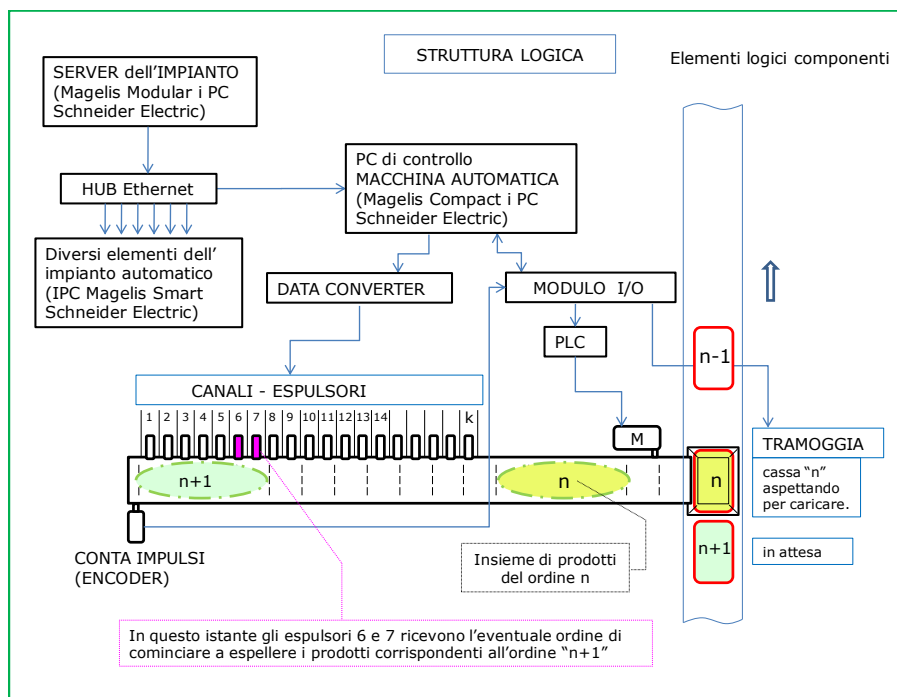 STRUTTURA LOGICA
Elementi logici componenti
SERVER dell'IMPIANTO
(Magelis Modular i PC
Schneider Electric)
HUB Ethernet
Diversi elementi dell'
impianto automatico
(IPC Magelis Smart
Schneider Electric)
PC di controllo
MACCHINA AUTOMATICA
(Magelis Compact i PC
Schneider Electric)
DATA CONVERTER
MODULO I/O
PLC
n-1
CANALI - ESPULSORI
1 2 3 4 5 6 7 8 9 10 11 12 13 14 k
M
TRAMOGGIA
cassa "n"
aspettando
per caricare.
n+1
n
n
n+1
in attesa
CONTA IMPULSI
(ENCODER)
Insieme di prodotti
del ordine n
In questo istante gli espulsori 6 e 7 ricevono l'eventuale ordine di
cominciare a espellere i prodotti corrispondenti all'ordine "n+1"